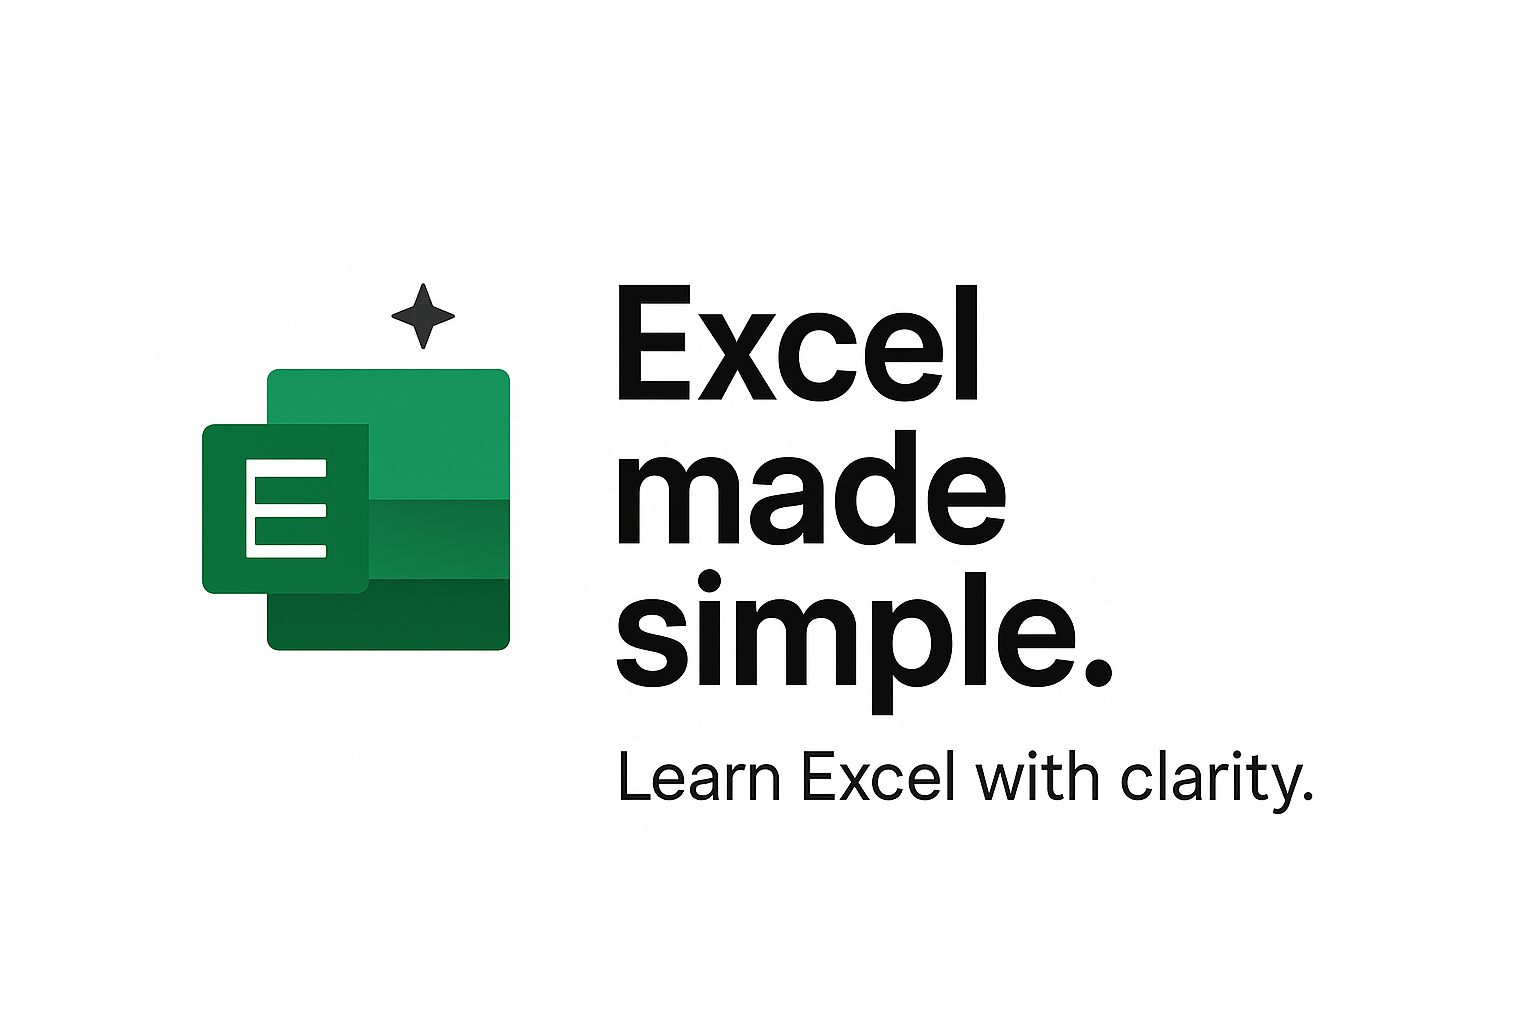 E
Excel
made
simple.
Learn Excel with clarity.